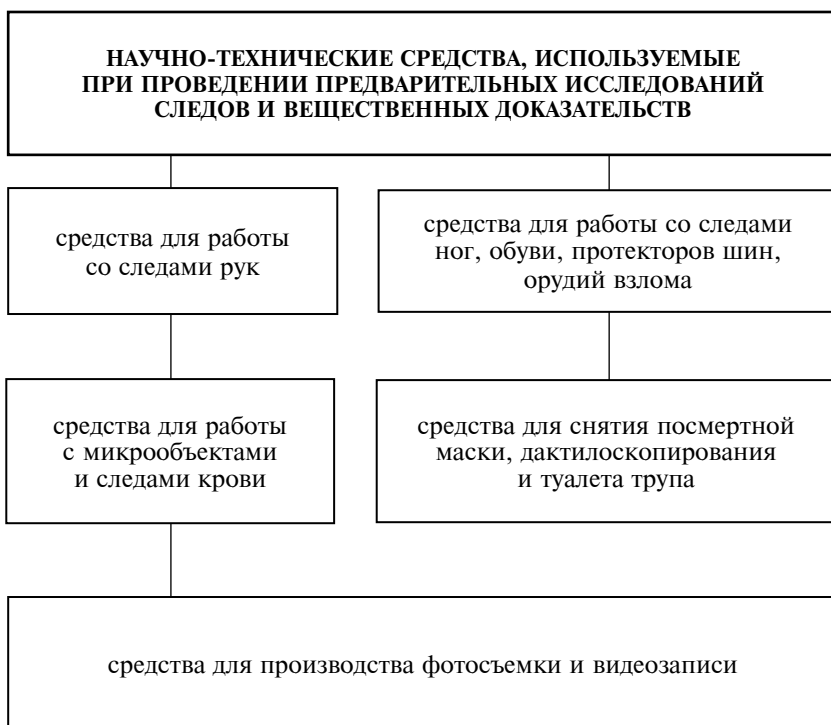 НАУЧНО-ТЕХНИЧЕСКИЕ СРЕДСТВА, ИСПОЛЬЗУЕМЫЕ
ПРИ ПРОВЕДЕНИИ ПРЕДВАРИТЕЛЬНЫХ ИССЛЕДОВАНИЙ
СЛЕДОВ И ВЕЩЕСТВЕННЫХ ДОКАЗАТЕЛЬСТВ
средства для работы
со следами рук
средства для работы со следами
ног, обуви, протекторов шин,
орудий взлома
средства для работы
с микрообъектами
и следами крови
средства для снятия посмертной
маски, дактилоскопирования
и туалета трупа
средства для производства фотосъемки и видеозаписи